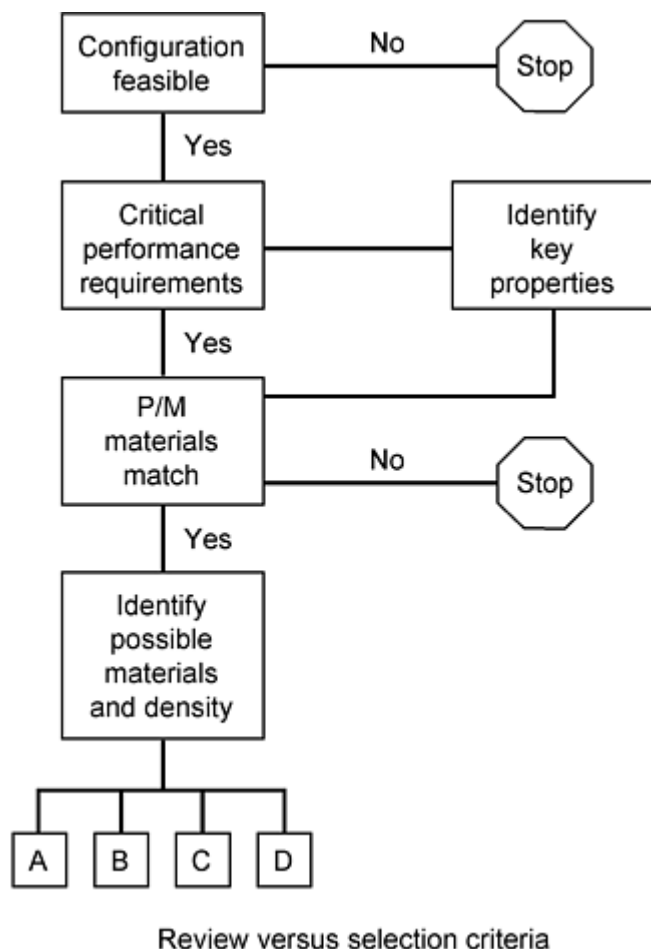 Configuration
feasible
No
Stop
Yes
Critical
performance
requirements
Identify
key
properties
Yes
P/M
materials
match
No
Stop
Yes
Identify
possible
materials
and density
A
B
C
D
Review versus selection criteria